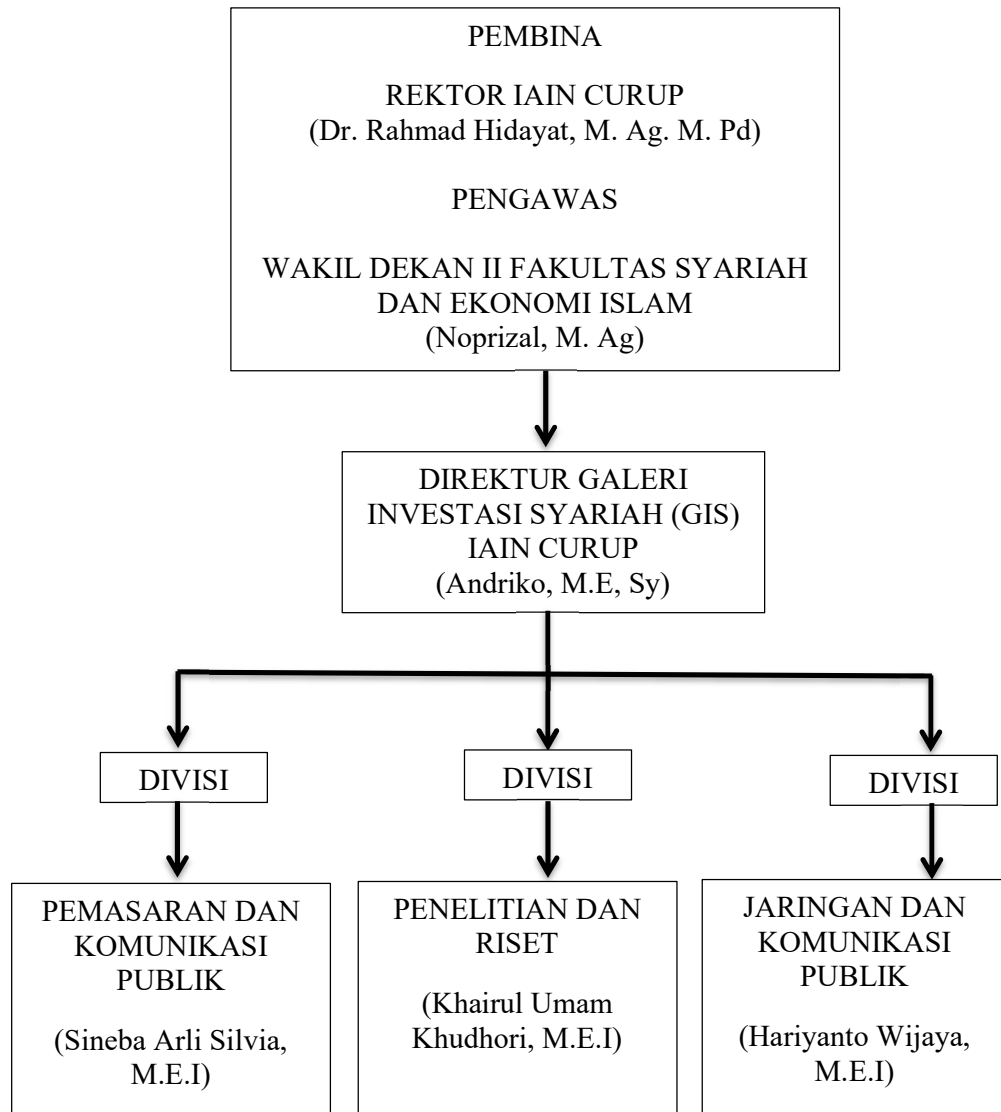 PEMBINA
REKTOR IAIN CURUP
(Dr. Rahmad Hidayat, M. Ag. M. Pd)
PENGAWAS
WAKIL DEKAN II FAKULTAS SYARIAH
DAN EKONOMI ISLAM
(Noprizal, M. Ag)
DIREKTUR GALERI
INVESTASI SYARIAH (GIS)
IAIN CURUP
(Andriko, M.E, Sy)
DIVISI
DIVISI
DIVISI
PEMASARAN DAN
KOMUNIKASI
PUBLIK
(Sineba Arli Silvia,
M.E.I)
PENELITIAN DAN
RISET
(Khairul Umam
Khudhori, M.E.I)
JARINGAN DAN
KOMUNIKASI
PUBLIK
(Hariyanto Wijaya,
M.E.I)